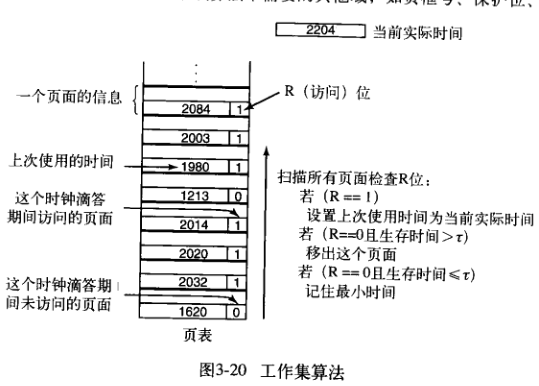 如页框号、保护位、
2204 当前实际时间
一个页面的信息
R（访问）位
2084 1
2003 1
上次使用的时间
1980 1
1213 0
这个时钟滴答
期间访问的页面
2014 1
2020 1
2032 1
这个时钟滴答期
间未访问的页面
1620 0
页表
扫描所有页面检查R位：
若（R == 1）
设置上次使用时间为当前实际时间
若（R==0且生存时间＞τ）
移出这个页面
若（R == 0且生存时间≤τ）
记住最小时间
图3-20 工作集算法